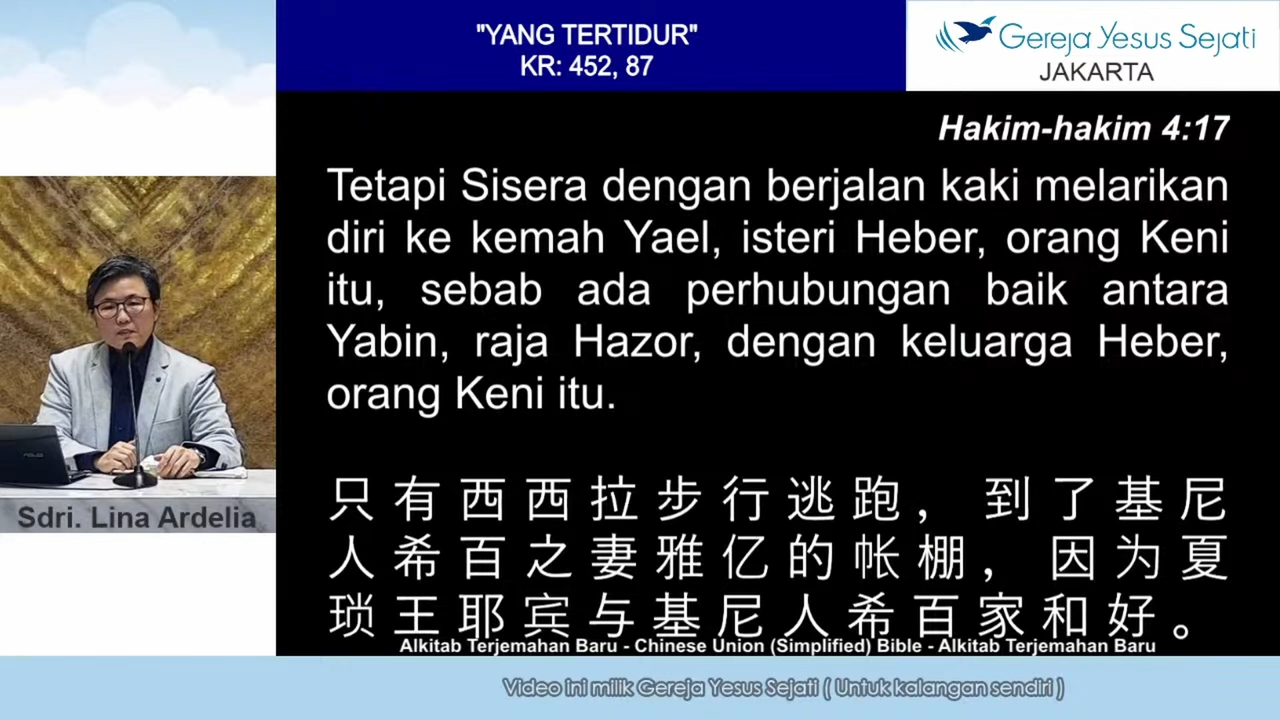 "YANG TERTIDUR"
KR: 452, 87
Gereja Yesus Sejati
JAKARTA
Hakim-hakim 4:17
Tetapi Sisera dengan berjalan kaki melarikan
diri ke kemah Yael, isteri Heber, orang Keni
itu, sebab ada perhubungan baik antara
Yabin, raja Hazor, dengan keluarga Heber,
orang Keni itu.
只有西西拉步行逃跑，到了基尼
人希百之妻雅亿的帐棚，因为夏
琐王耶宾与基尼人希百家和好。
Alkitab Terjemahan Baru - Chinese Union (Simplified) Bible - Alkitab Terjemahan Baru
ASUS
Sdri. Lina Ardelia
Video ini milik Gereja Yesus Sejati ( Untuk kalangan sendiri )